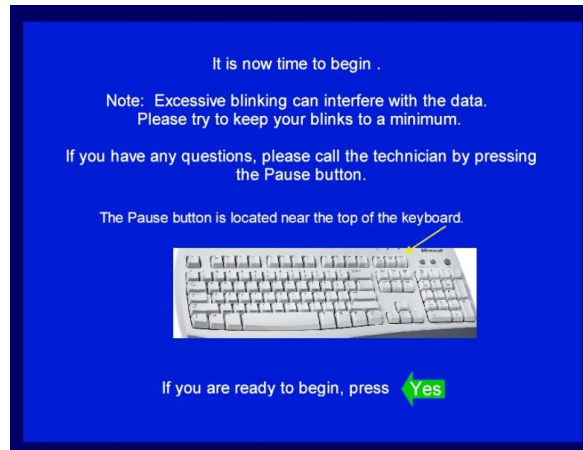 It is now time to begin .
Note: Excessive blinking can interfere with the data.
Please try to keep your blinks to a minimum.
If you have any questions, please call the technician by pressing
the Pause button.
The Pause button is located near the top of the keyboard.
Microsoft
If you are ready to begin, press Yes